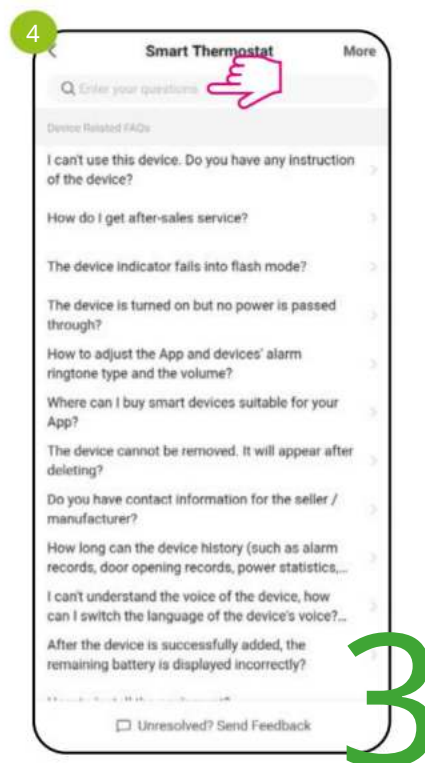 4
Smart Thermostat More
Enter your questions
Device Related FAQs
I can't use this device. Do you have any instruction
of the device?
How do I get after-sales service?
The device indicator fails into flash mode?
The device is turned on but no power is passed
through?
How to adjust the App and devices' alarm
ringtone type and the volume?
Where can I buy smart devices suitable for your
App?
The device cannot be removed. It will appear after
deleting?
Do you have contact information for the seller /
manufacturer?
How long can the device history (such as alarm
records, door opening records, power statistics,...
I can't understand the voice of the device, how
can I switch the language of the device's voice?...
After the device is successfully added, the
remaining battery is displayed incorrectly?
Unresolved? Send Feedback
3